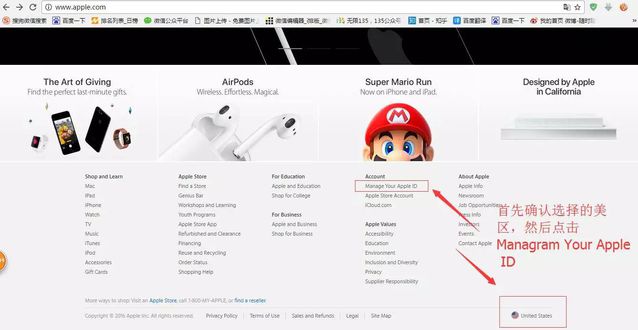 www.apple.com
搜狗微信搜索 百度一下 排名列表_日榜 微信公众平台 图片上传 - 免费图片 微信编辑器_微信_微 无限135,135公众号 首页 - 知乎 百度翻译 百度一下 我的首页 微博-随时随
The Art of Giving
Find the perfect last-minute gifts.
AirPods
Wireless. Effortless. Magical.
Super Mario Run
Now on iPhone and iPad.
Designed by Apple
in California
Shop and Learn
Mac
iPad
iPhone
Watch
TV
Music
iTunes
iPod
Accessories
Gift Cards
Apple Store
Find a Store
Genius Bar
Workshops and Learning
Youth Programs
Apple Store App
Refurbished and Clearance
Financing
Reuse and Recycling
Order Status
Shopping Help
For Education
Apple and Education
Shop for College
For Business
Apple and Business
Shop for Business
Account
Manage Your Apple ID
Apple Store Account
iCloud.com
Apple Values
Accessibility
Education
Environment
Inclusion and Diversity
Privacy
Supplier Responsibility
About Apple
Apple Info
Newsroom
Job Opportunities
Press Info
Investors
Events
Contact Apple
首先确认选择的美
区，然后点击
Managram Your Apple
ID
More ways to shop: Visit an Apple Store, call 1-800-MY-APPLE, or find a reseller.
Copyright © 2016 Apple Inc. All rights reserved. Privacy Policy Terms of Use Sales and Refunds Legal Site Map
United States